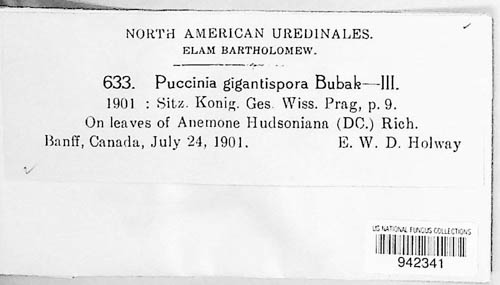 NORTH AMERICAN UREDINALES.
ELAM BARTHOLOMEW.
633. Puccinia gigantispora Bubak—III.
1901 : Sitz. Konig. Ges. Wiss. Prag, p. 9.
On leaves of Anemone Hudsoniana (DC.) Rich.
Banff, Canada, July 24, 1901. E. W. D. Holway
US NATIONAL FUNGUS COLLECTIONS
942341